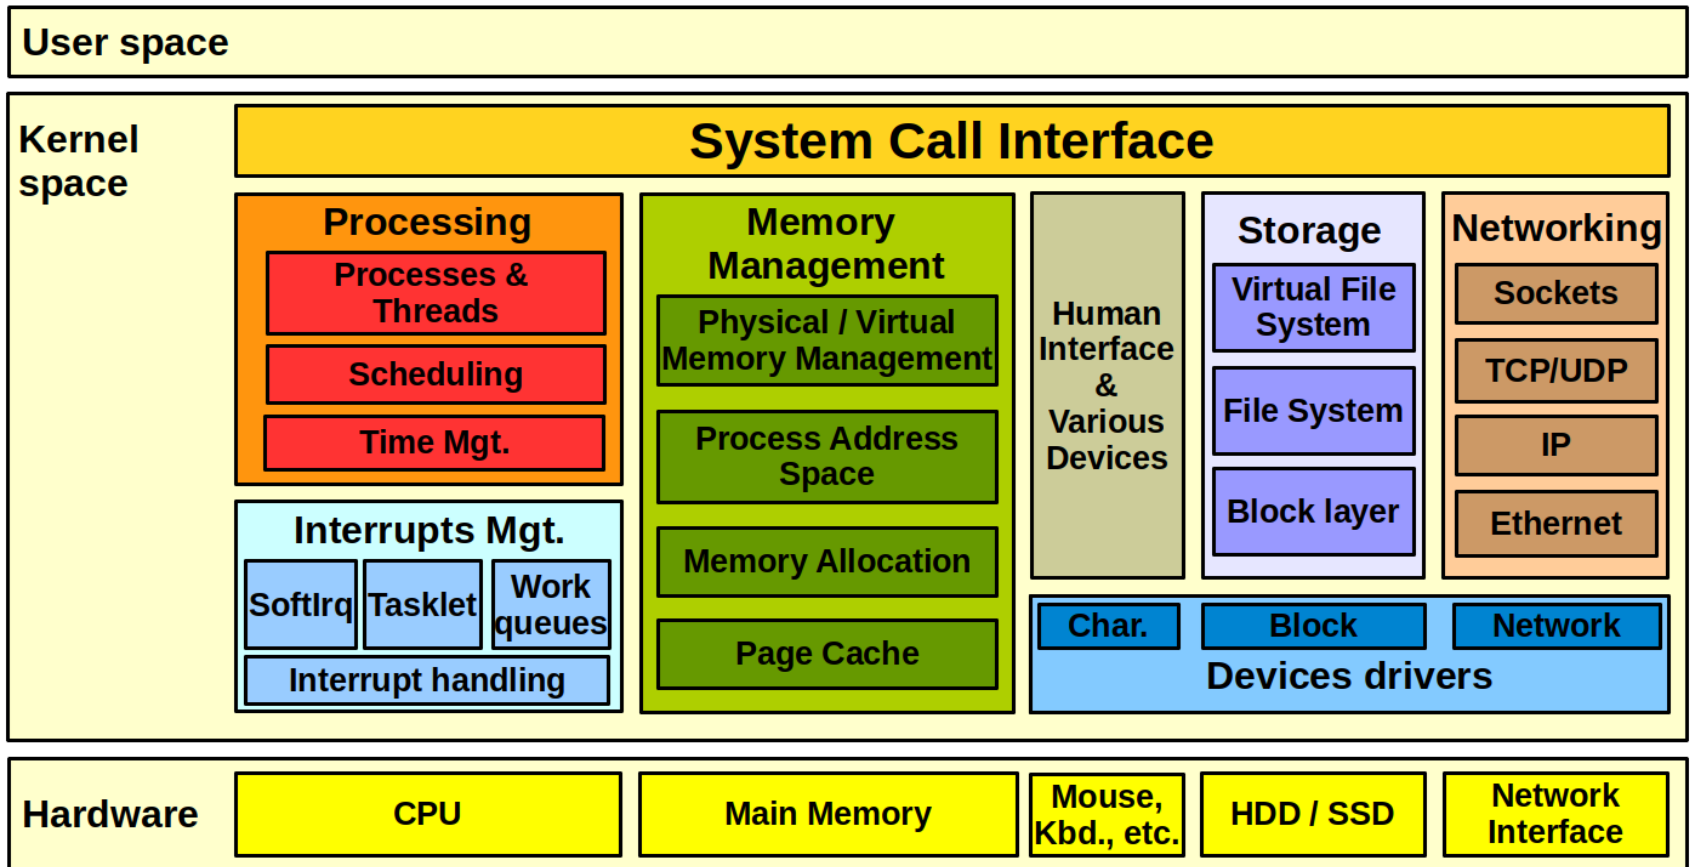 User space
Kernel
space
System Call Interface
Processing
Processes &
Threads
Scheduling
Time Mgt.
Interrupts Mgt.
SoftIrq
Tasklet
Work
queues
Interrupt handling
Memory
Management
Physical / Virtual
Memory Management
Process Address
Space
Memory Allocation
Page Cache
Human
Interface
&
Various
Devices
Storage
Virtual File
System
File System
Block layer
Networking
Sockets
TCP/UDP
IP
Ethernet
Char.
Block
Network
Devices drivers
Hardware
CPU
Main Memory
Mouse,
Kbd., etc.
HDD / SSD
Network
Interface